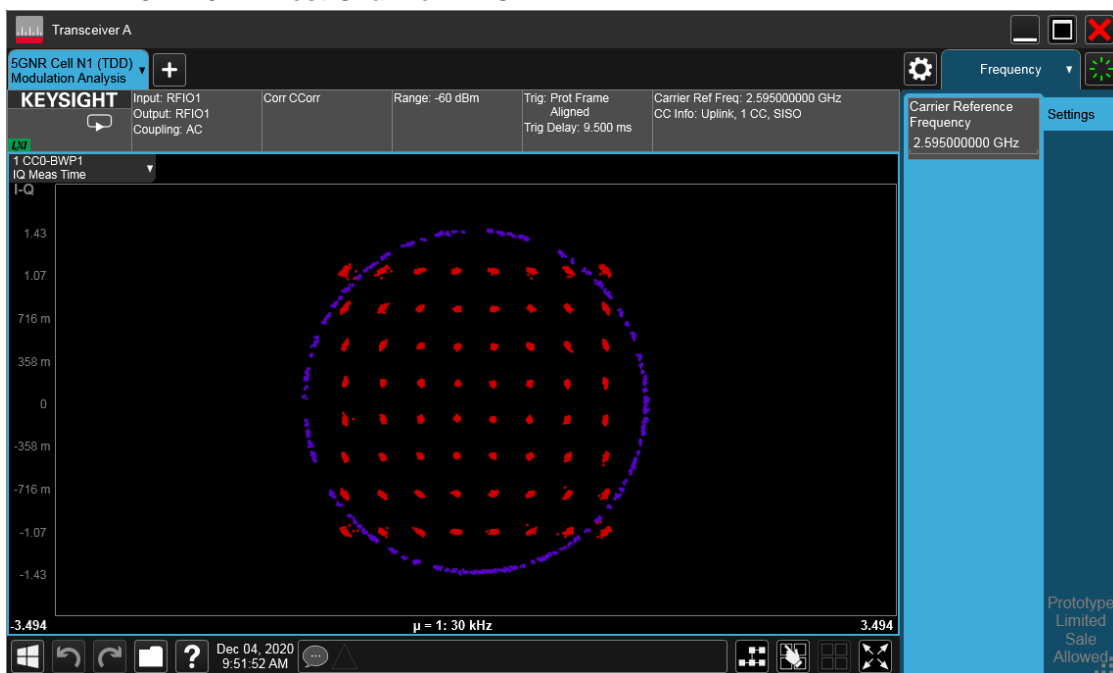 Transceiver A
5GNR Cell N1 (TDD)
Modulation Analysis
+
Frequency
KEYSIGHT
LXI
Input: RFIO1
Output: RFIO1
Coupling: AC
Corr CCorr
Range: -60 dBm
Trig: Prot Frame
Aligned
Trig Delay: 9.500 ms
Carrier Ref Freq: 2.595000000 GHz
CC Info: Uplink, 1 CC, SISO
Carrier Reference
Frequency
2.595000000 GHz
Settings
1 CC0-BWP1
IQ Meas Time
I-Q
1.43
1.07
716 m
358 m
0
-358 m
-716 m
-1.07
-1.43
-3.494
µ = 1: 30 kHz
3.494
Prototype
Limited
Sale
Allowed
?
Dec 04, 2020
9:51:52 AM